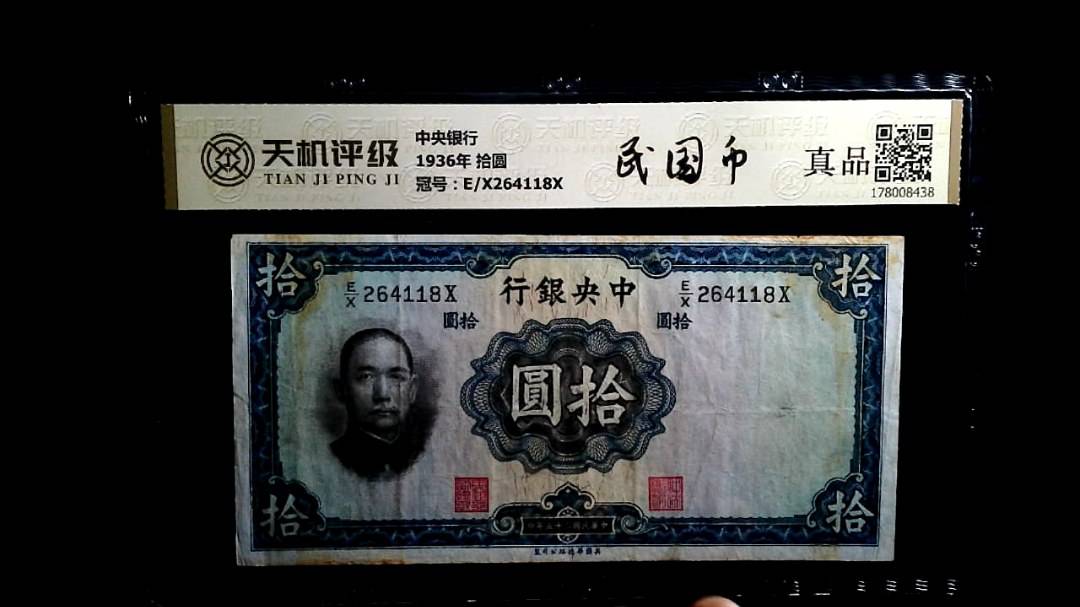 天机评级
TIAN JI PING JI
中央银行
1936年 拾圆
冠号：E/X264118X
民国币
真品
178008438
拾
拾
E/X 264118X
行銀央中
E/X 264118X
圓拾
圓拾
圓拾
拾
拾